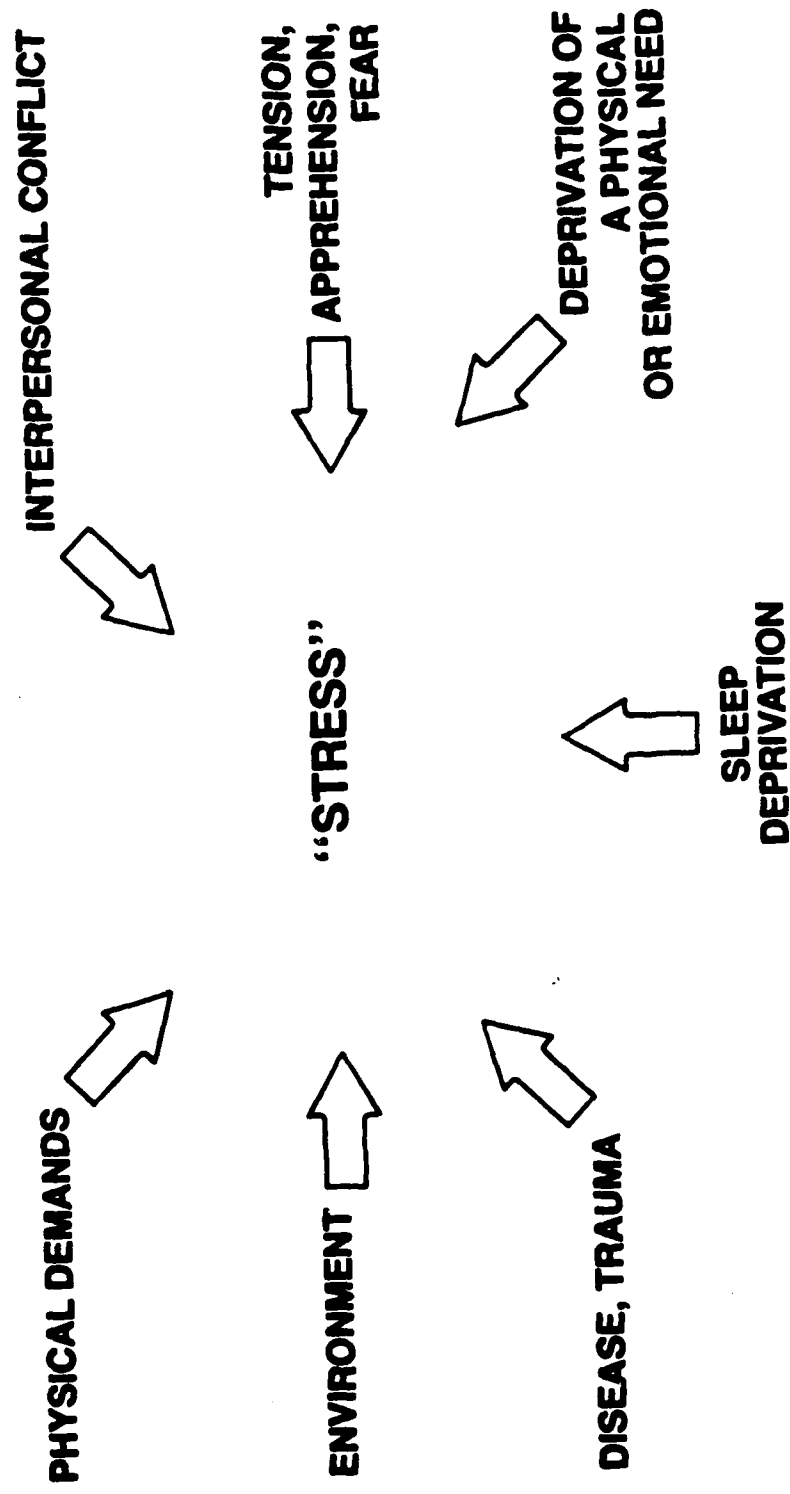 PHYSICAL DEMANDS
INTERPERSONAL CONFLICT
ENVIRONMENT
“STRESS”
TENSION,
APPREHENSION,
FEAR
DISEASE, TRAUMA
DEPRIVATION OF
A PHYSICAL
OR EMOTIONAL NEED
SLEEP
DEPRIVATION